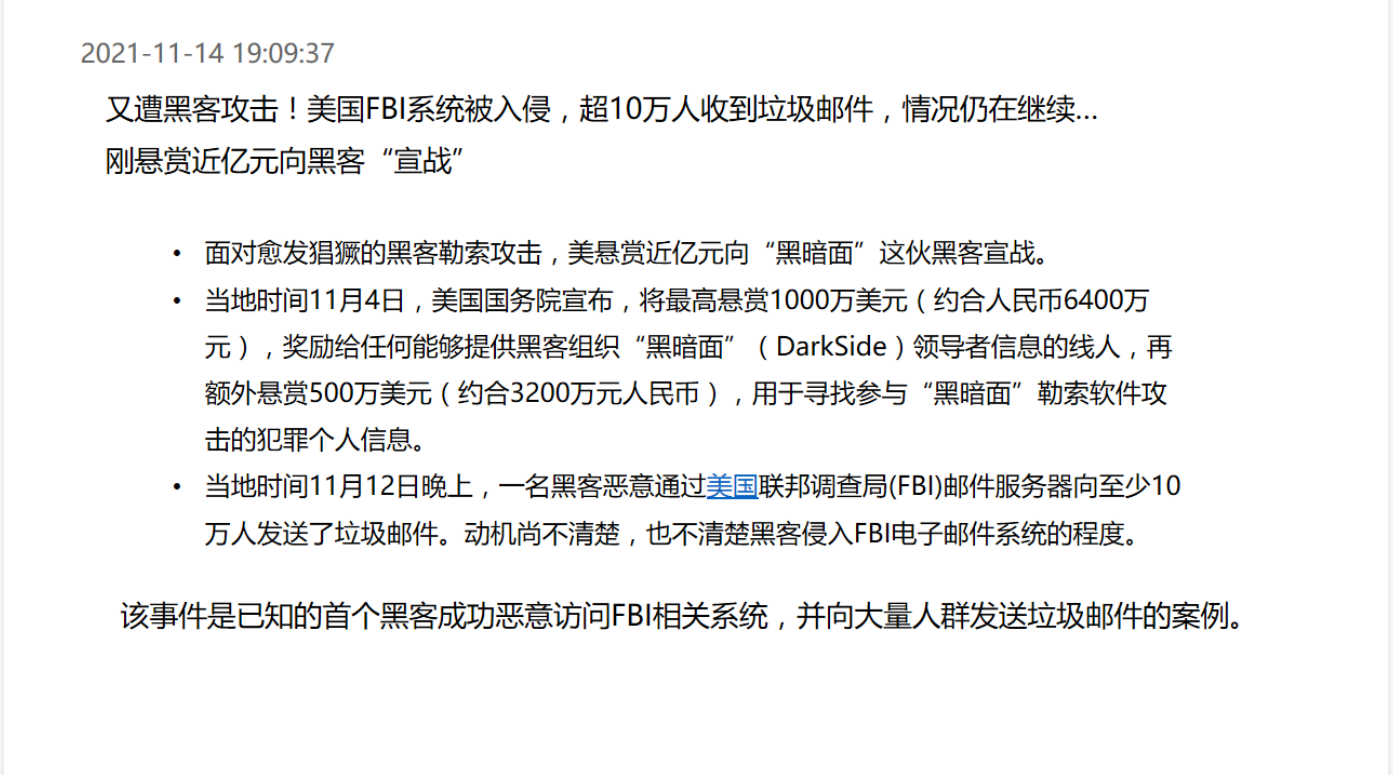 2021-11-14 19:09:37
又遭黑客攻击！美国FBI系统被入侵，超10万人收到垃圾邮件，情况仍在继续...
刚悬赏近亿元向黑客“宣战”
• 面对愈发猖獗的黑客勒索攻击，美悬赏近亿元向“黑暗面”这伙黑客宣战。
• 当地时间11月4日，美国国务院宣布，将最高悬赏1000万美元（约合人民币6400万
元），奖励给任何能够提供黑客组织“黑暗面”（DarkSide）领导者信息的线人，再
额外悬赏500万美元（约合3200万元人民币），用于寻找参与“黑暗面”勒索软件攻
击的犯罪个人信息。
• 当地时间11月12日晚上，一名黑客恶意通过美国联邦调查局(FBI)邮件服务器向至少10
万人发送了垃圾邮件。动机尚不清楚，也不清楚黑客侵入FBI电子邮件系统的程度。
该事件是已知的首个黑客成功恶意访问FBI相关系统，并向大量人群发送垃圾邮件的案例。